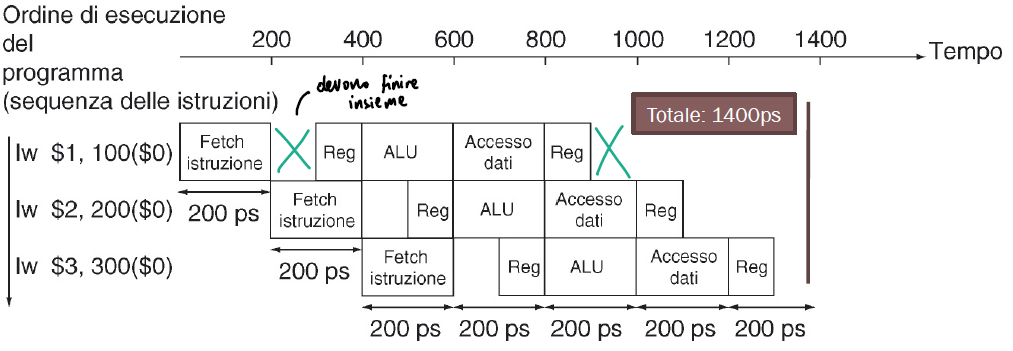 Ordine di esecuzione
del
programma
(sequenza delle istruzioni)
200 400 600 800 1000 1200 1400
Tempo
devono finire
insieme
Totale: 1400ps
lw $1, 100($0)
Fetch
istruzione
Reg
ALU
Accesso
dati
Reg
200 ps
lw $2, 200($0)
Fetch
istruzione
Reg
ALU
Accesso
dati
Reg
200 ps
lw $3, 300($0)
Fetch
istruzione
Reg
ALU
Accesso
dati
Reg
200 ps 200 ps 200 ps 200 ps 200 ps